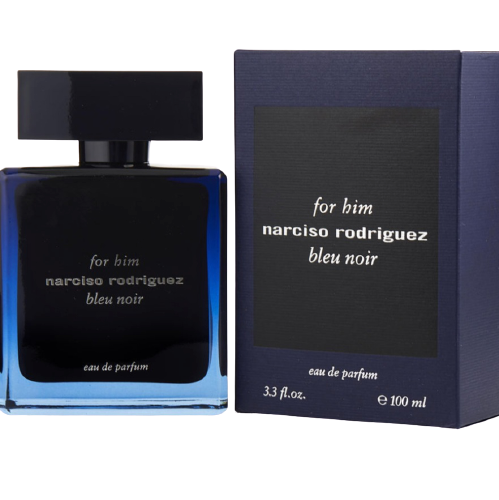 for him
narciso rodriguez
bleu noir
eau de parfum
for him
narciso rodriguez
bleu noir
eau de parfum
3.3 fl.oz. ℮ 100 ml